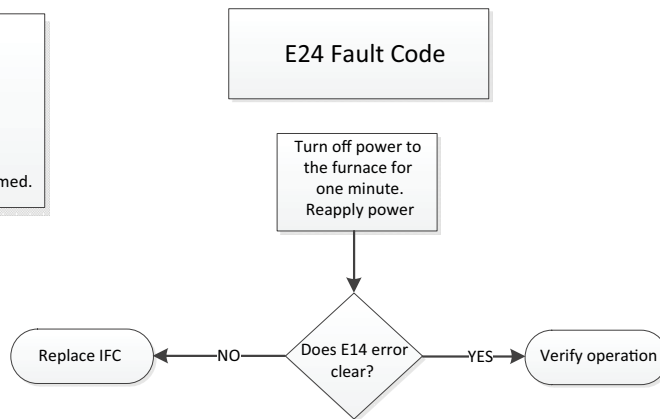 E24 Fault Code
med.
Turn off power to
the furnace for
one minute.
Reapply power
Does E14 error
clear?
NO
YES
Replace IFC
Verify operation